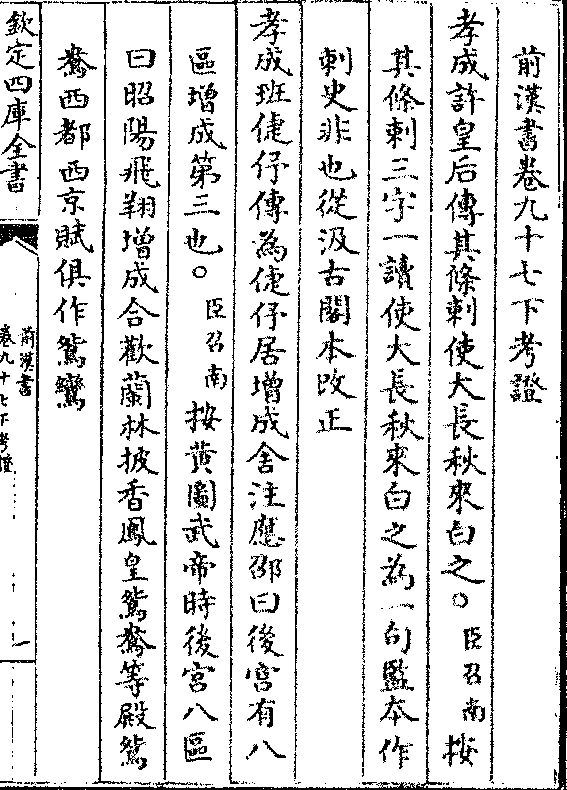 前漢書卷九十七下考證
孝成許皇后傳其條刺使大長秋來白之○臣召南按
其條刺三字一讀使大長秋來白之為一句監本作
刺史非也從汲古閣本改正
孝成班倢伃傳為倢伃居增成舍注應邵曰後宮有八
區增成第三也○臣召南按黄圖武帝時後宮八區
曰昭陽飛翔增成合歡蘭林披香鳳皇鴛鴦等殿鴛
鴦西都西京賦俱作鴛鸞
欽定四庫全書
前漢書
卷九十七下考證
一